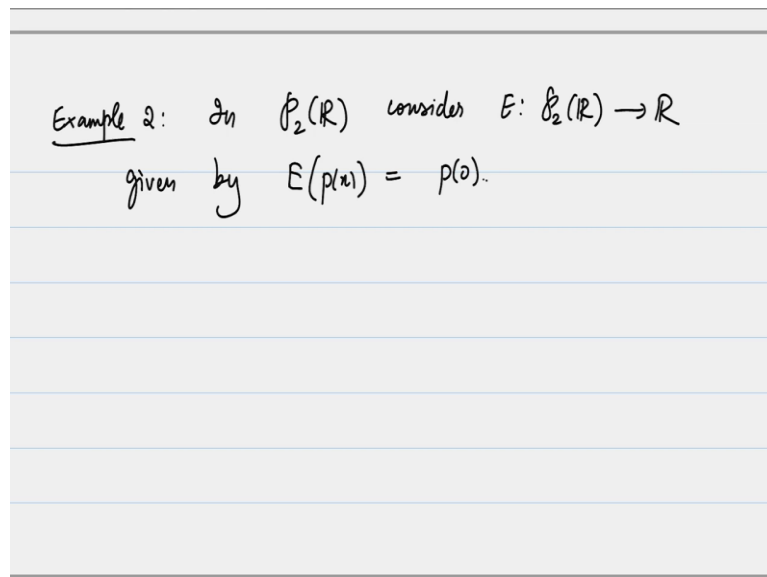 Example 2: In P₂(ℝ) consider E: P₂(ℝ) → ℝ
given by E(p(x)) = p(0).